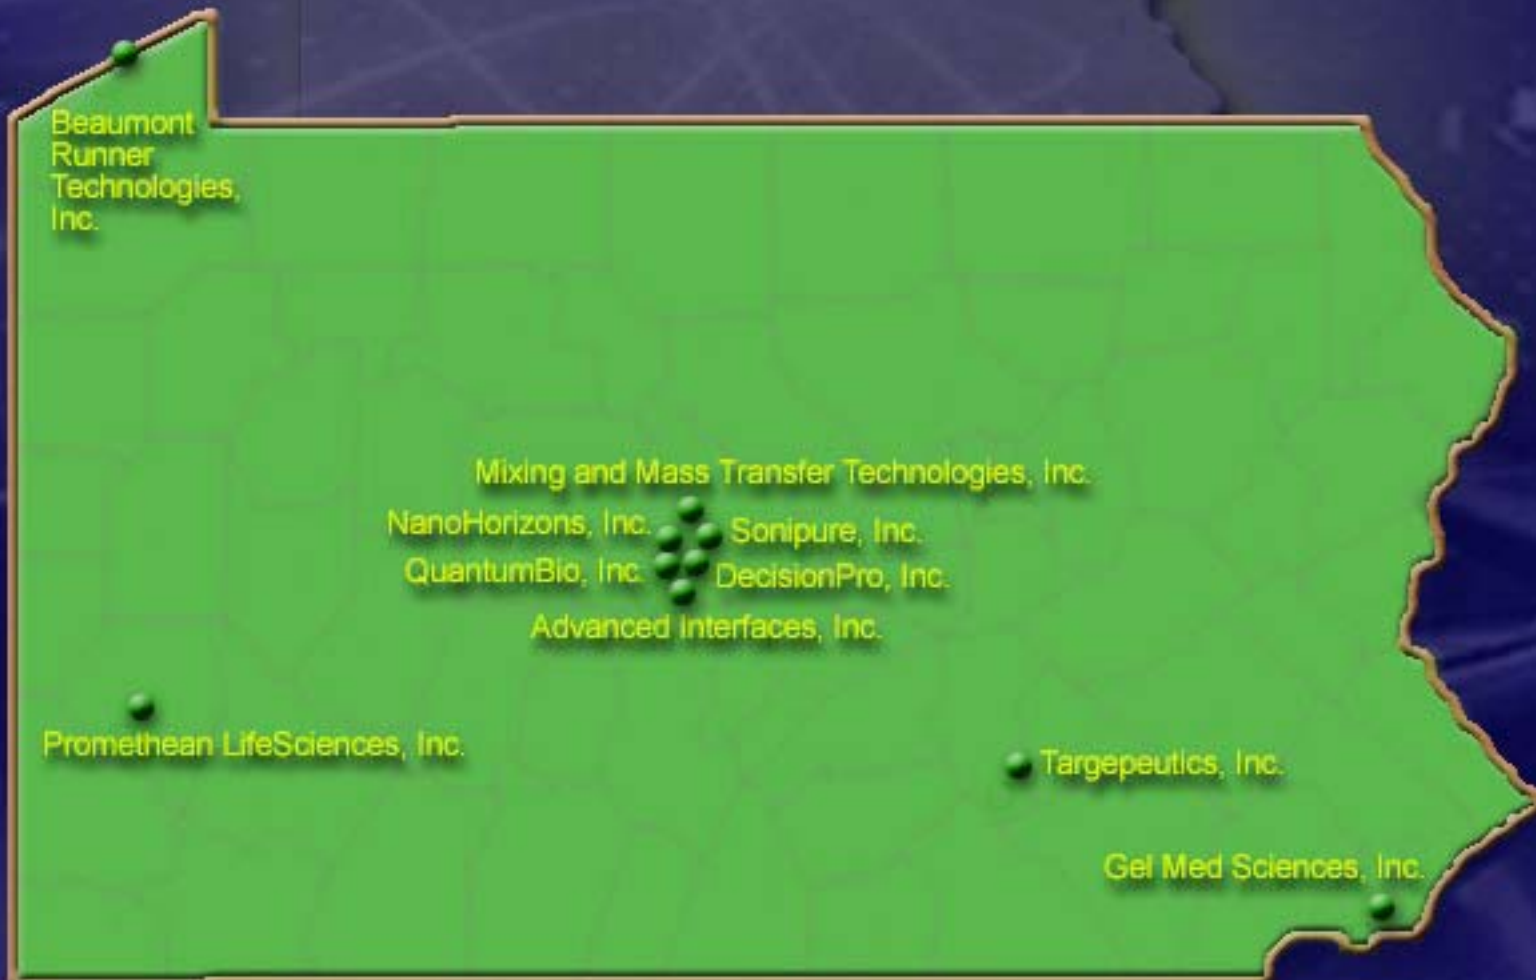 Beaumont
Runner
Technologies,
Inc.
Mixing and Mass Transfer Technologies, Inc.
NanoHorizons, Inc.
Sonipure, Inc.
QuantumBio, Inc.
DecisionPro, Inc.
Advanced Interfaces, Inc.
Promethean LifeSciences, Inc.
Targepeutics, Inc.
Gel Med Sciences, Inc.